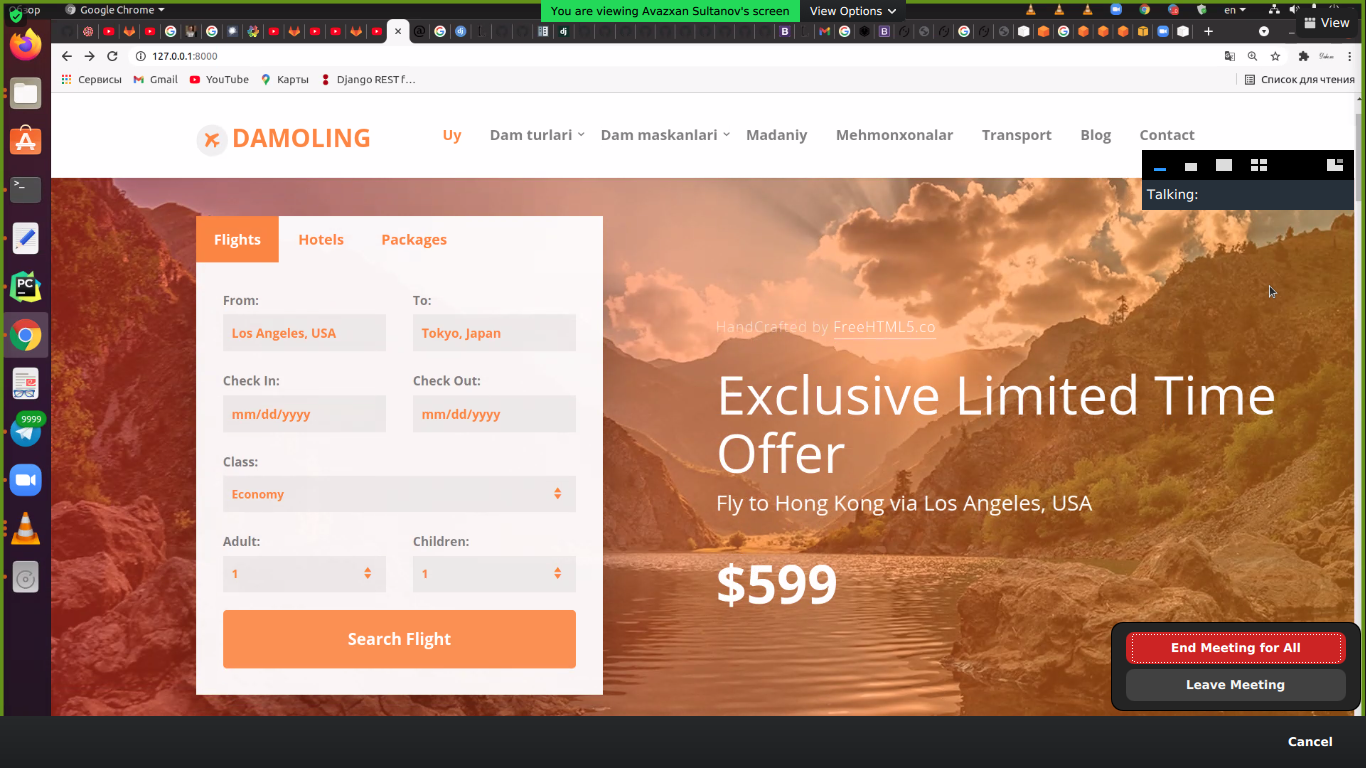 Google Chrome
You are viewing Avazxan Sultanov's screen
View Options
en
View
127.0.0.1:8000
Сервисы
Gmail
YouTube
Карты
Django REST f...
Список для чтения
DAMOLING
Uy
Dam turlari
Dam maskanlari
Madaniy
Mehmonxonalar
Transport
Blog
Contact
Talking:
Flights
Hotels
Packages
From:
To:
Los Angeles, USA
Tokyo, Japan
Check In:
Check Out:
mm/dd/yyyy
mm/dd/yyyy
Class:
Economy
Adult:
Children:
1
1
Search Flight
HandCrafted by FreeHTML5.co
Exclusive Limited Time
Offer
Fly to Hong Kong via Los Angeles, USA
$599
PC
9999
End Meeting for All
Leave Meeting
Cancel